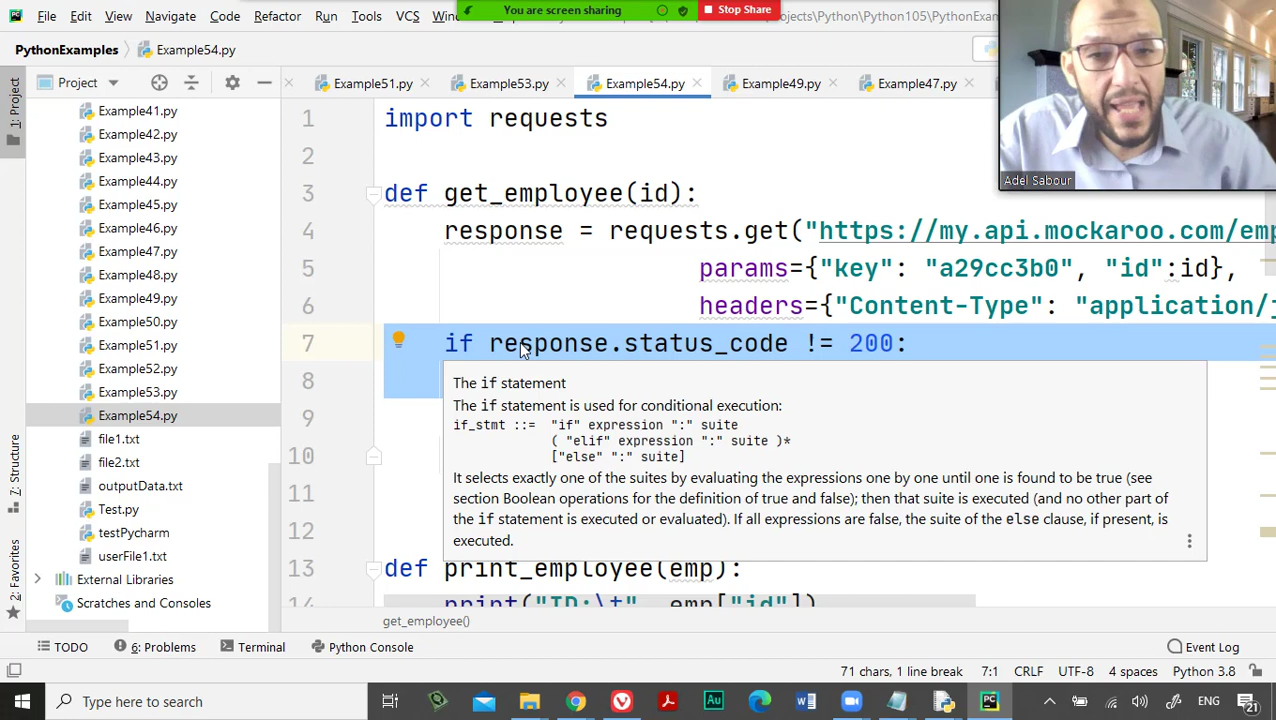 File Edit View Navigate Code Refactor Run Tools VCS
You are screen sharing
Stop Share
PythonExamples
Example54.py
Project
Example51.py
Example53.py
Example54.py
Example49.py
Example47.py
1: Project
Z: Structure
2: Favorites
Example41.py
Example42.py
Example43.py
Example44.py
Example45.py
Example46.py
Example47.py
Example48.py
Example49.py
Example50.py
Example51.py
Example52.py
Example53.py
Example54.py
file1.txt
file2.txt
outputData.txt
Test.py
testPycharm
userFile1.txt
External Libraries
Scratches and Consoles
1 import requests
2
3 def get_employee(id):
4 response = requests.get("https://my.api.mockaroo.com/emp
5 params={"key": "a29cc3b0", "id":id},
6 headers={"Content-Type": "application/j
7 if response.status_code != 200:
8
9
10
11
12
13 def print_employee(emp):
14 print("ID:\t", emp["id"])
The if statement
The if statement is used for conditional execution:
if_stmt ::= "if" expression ":" suite
( "elif" expression ":" suite )*
["else" ":" suite]
It selects exactly one of the suites by evaluating the expressions one by one until one is found to be true (see
section Boolean operations for the definition of true and false); then that suite is executed (and no other part of
the if statement is executed or evaluated). If all expressions are false, the suite of the else clause, if present, is
executed.
get_employee()
Adel Sabour
TODO
6: Problems
Terminal
Python Console
Event Log
71 chars, 1 line break 7:1 CRLF UTF-8 4 spaces Python 3.8
Type here to search
ENG
21